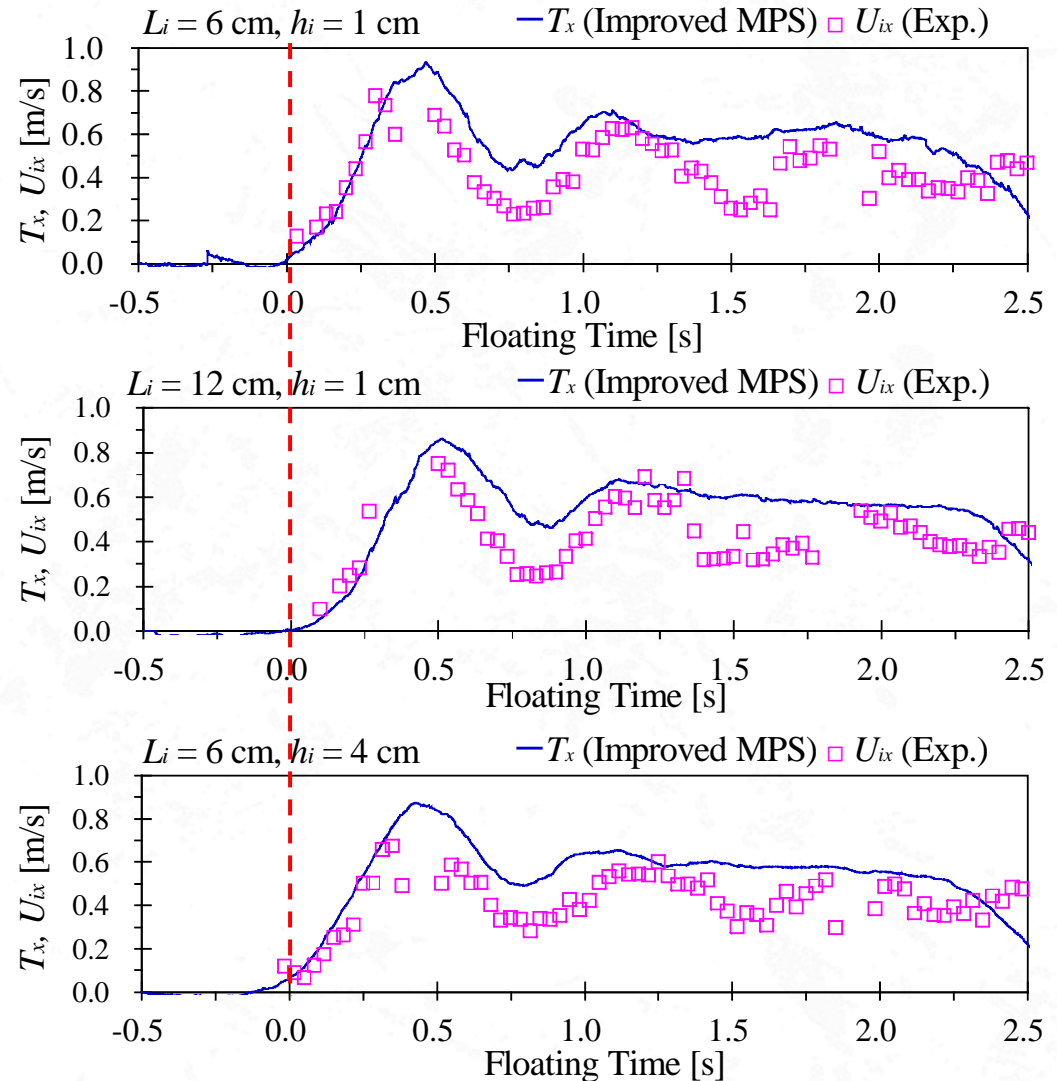 Li = 6 cm, hi = 1 cm — Tx (Improved MPS) □ Uix (Exp.)
1.0
0.8
0.6
0.4
0.2
0.0
Tx, Uix [m/s]
-0.5 0.0 0.5 1.0 1.5 2.0 2.5
Floating Time [s]
Li = 12 cm, hi = 1 cm — Tx (Improved MPS) □ Uix (Exp.)
1.0
0.8
0.6
0.4
0.2
0.0
Tx, Uix [m/s]
-0.5 0.0 0.5 1.0 1.5 2.0 2.5
Floating Time [s]
Li = 6 cm, hi = 4 cm — Tx (Improved MPS) □ Uix (Exp.)
1.0
0.8
0.6
0.4
0.2
0.0
Tx, Uix [m/s]
-0.5 0.0 0.5 1.0 1.5 2.0 2.5
Floating Time [s]